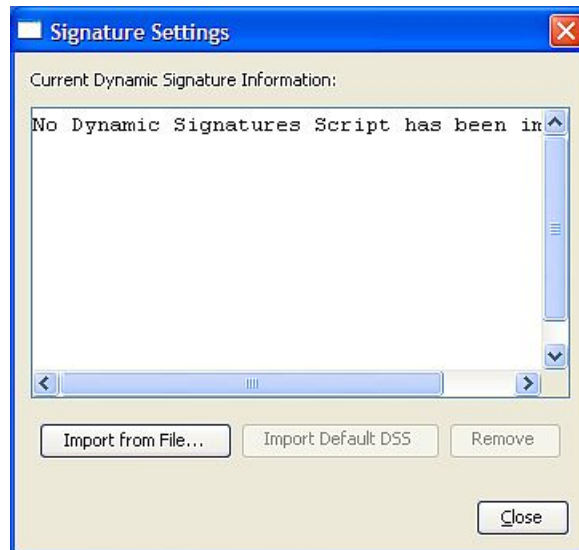 Signature Settings
Current Dynamic Signature Information:
No Dynamic Signatures Script has been im
Import from File... Import Default DSS Remove
Close